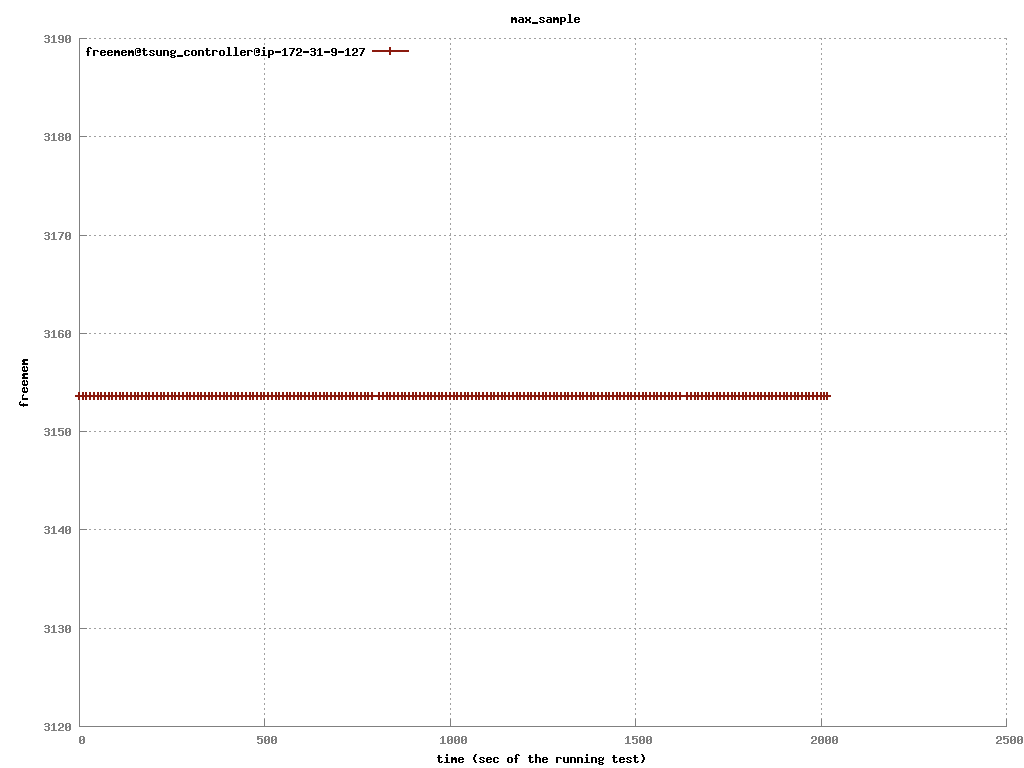 max_sample
freemem@tsung_controller@ip-172-31-9-127
3190
3180
3170
3160
3150
3140
3130
3120
freemem
0 500 1000 1500 2000 2500
time (sec of the running test)